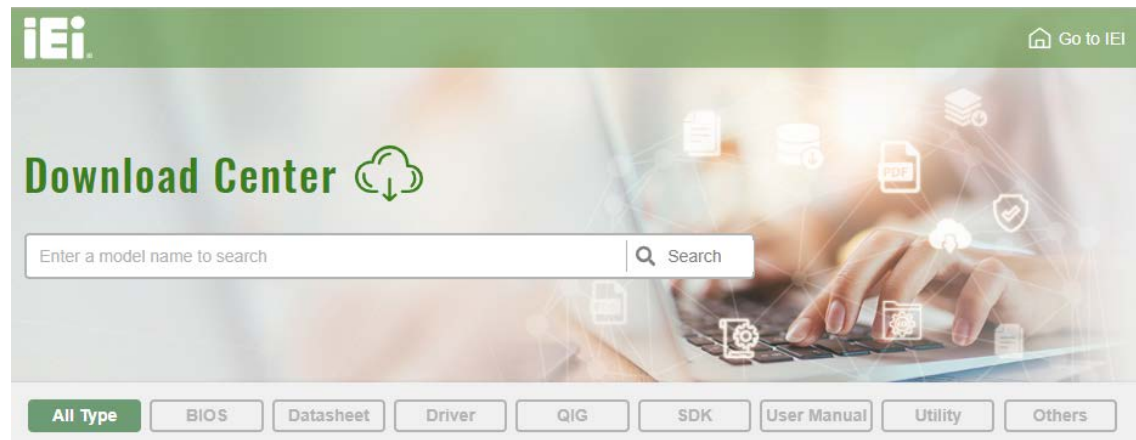 iEi
Go to IEI
Download Center
Enter a model name to search
Search
PDF
All Type
BIOS
Datasheet
Driver
QIG
SDK
User Manual
Utility
Others